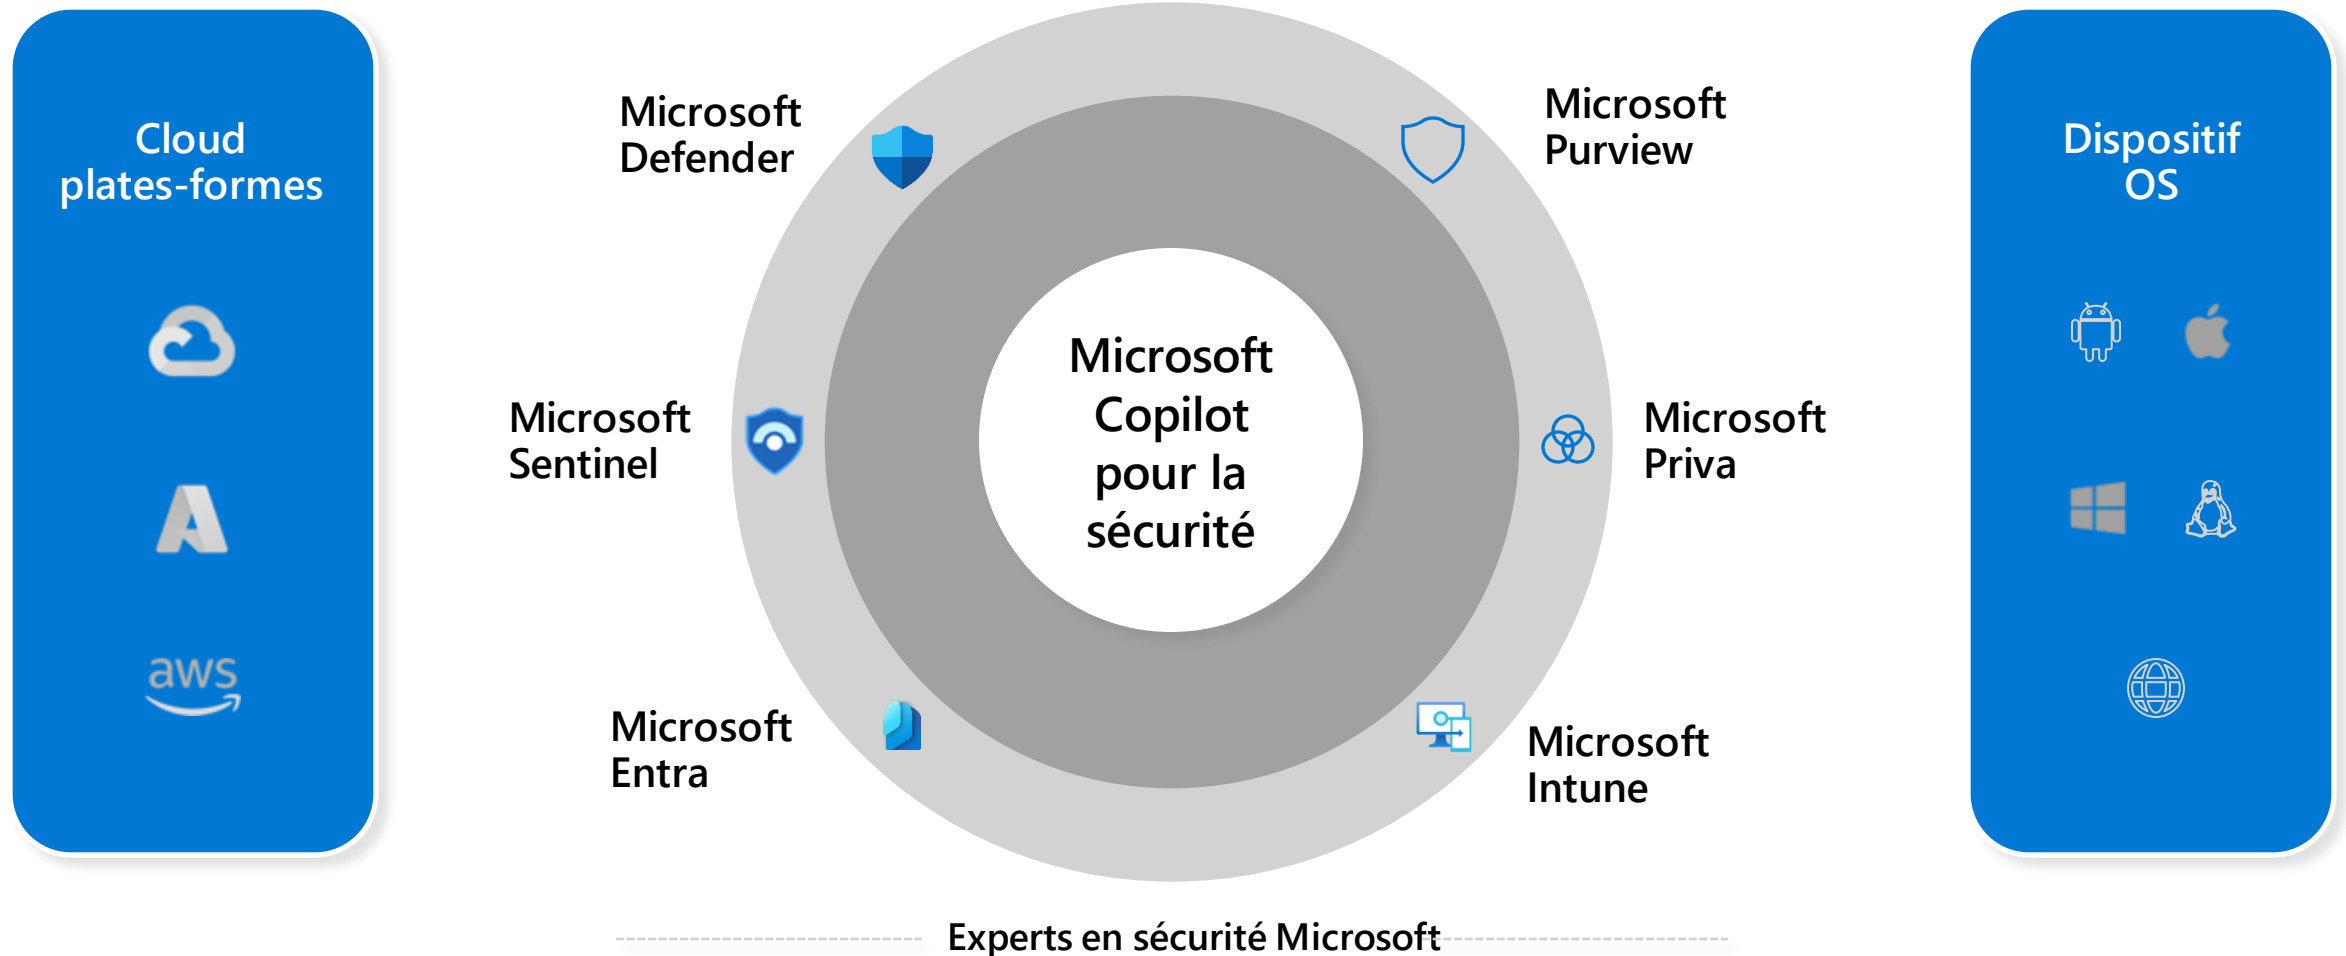 Cloud
plates-formes
aws
Microsoft
Defender
Microsoft
Sentinel
Microsoft
Entra
Microsoft
Copilot
pour la
sécurité
Microsoft
Purview
Microsoft
Priva
Microsoft
Intune
Dispositif
OS
Experts en sécurité Microsoft